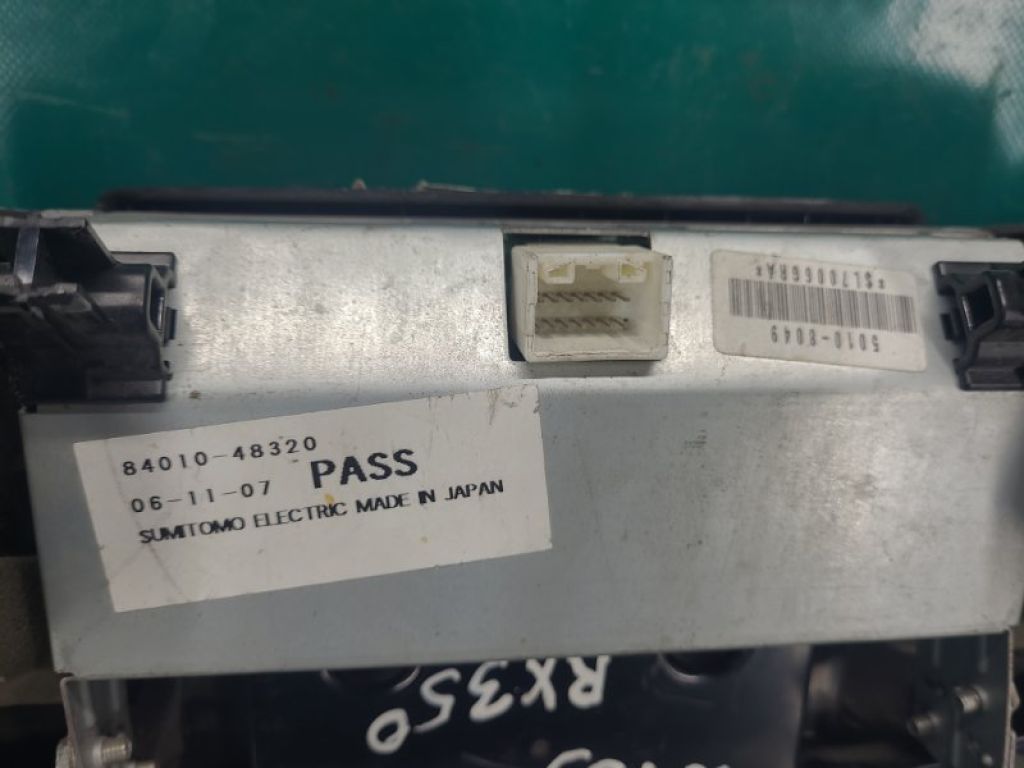 84010-48320
06-11-07 PASS
SUMITOMO ELECTRIC MADE IN JAPAN
5010-8049
RX350